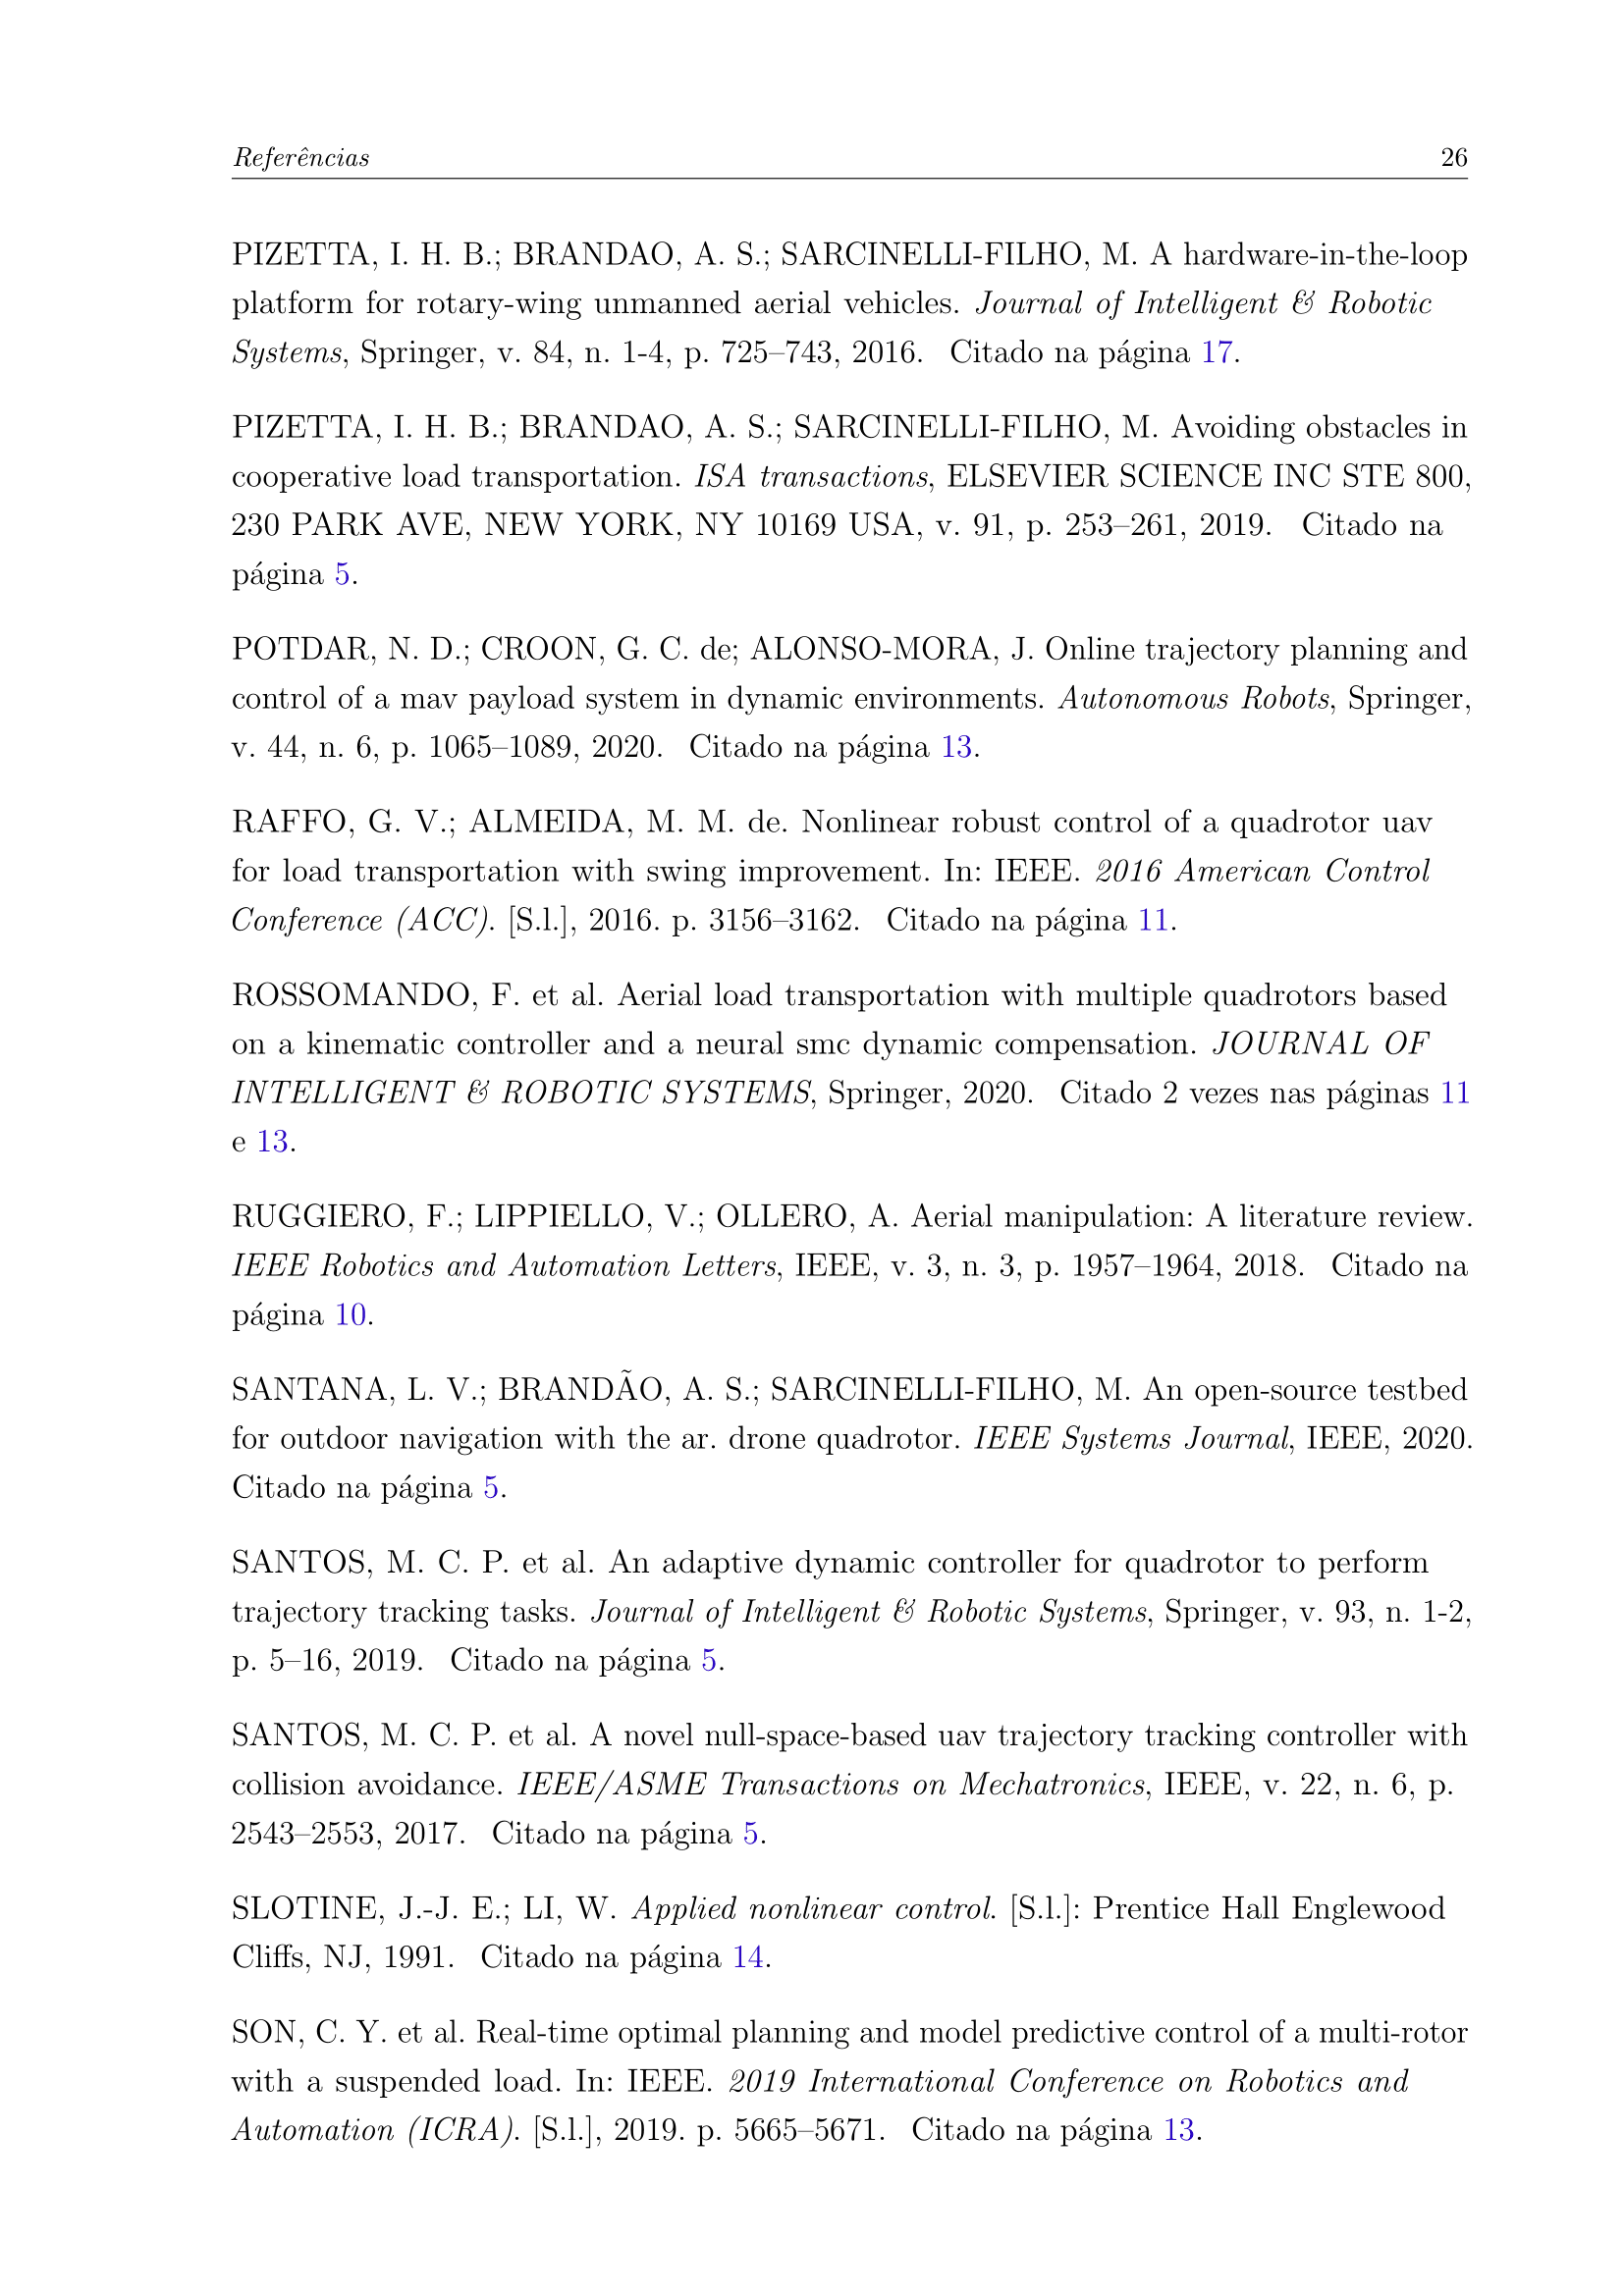 Referências 26
PIZETTA, I. H. B.; BRANDAO, A. S.; SARCINELLI-FILHO, M. A hardware-in-the-loop
platform for rotary-wing unmanned aerial vehicles. Journal of Intelligent & Robotic
Systems, Springer, v. 84, n. 1-4, p. 725–743, 2016. Citado na página 17.
PIZETTA, I. H. B.; BRANDAO, A. S.; SARCINELLI-FILHO, M. Avoiding obstacles in
cooperative load transportation. ISA transactions, ELSEVIER SCIENCE INC STE 800,
230 PARK AVE, NEW YORK, NY 10169 USA, v. 91, p. 253–261, 2019. Citado na
página 5.
POTDAR, N. D.; CROON, G. C. de; ALONSO-MORA, J. Online trajectory planning and
control of a mav payload system in dynamic environments. Autonomous Robots, Springer,
v. 44, n. 6, p. 1065–1089, 2020. Citado na página 13.
RAFFO, G. V.; ALMEIDA, M. M. de. Nonlinear robust control of a quadrotor uav
for load transportation with swing improvement. In: IEEE. 2016 American Control
Conference (ACC). [S.l.], 2016. p. 3156–3162. Citado na página 11.
ROSSOMANDO, F. et al. Aerial load transportation with multiple quadrotors based
on a kinematic controller and a neural smc dynamic compensation. JOURNAL OF
INTELLIGENT & ROBOTIC SYSTEMS, Springer, 2020. Citado 2 vezes nas páginas 11
e 13.
RUGGIERO, F.; LIPPIELLO, V.; OLLERO, A. Aerial manipulation: A literature review.
IEEE Robotics and Automation Letters, IEEE, v. 3, n. 3, p. 1957–1964, 2018. Citado na
página 10.
SANTANA, L. V.; BRANDÃO, A. S.; SARCINELLI-FILHO, M. An open-source testbed
for outdoor navigation with the ar. drone quadrotor. IEEE Systems Journal, IEEE, 2020.
Citado na página 5.
SANTOS, M. C. P. et al. An adaptive dynamic controller for quadrotor to perform
trajectory tracking tasks. Journal of Intelligent & Robotic Systems, Springer, v. 93, n. 1-2,
p. 5–16, 2019. Citado na página 5.
SANTOS, M. C. P. et al. A novel null-space-based uav trajectory tracking controller with
collision avoidance. IEEE/ASME Transactions on Mechatronics, IEEE, v. 22, n. 6, p.
2543–2553, 2017. Citado na página 5.
SLOTINE, J.-J. E.; LI, W. Applied nonlinear control. [S.l.]: Prentice Hall Englewood
Cliffs, NJ, 1991. Citado na página 14.
SON, C. Y. et al. Real-time optimal planning and model predictive control of a multi-rotor
with a suspended load. In: IEEE. 2019 International Conference on Robotics and
Automation (ICRA). [S.l.], 2019. p. 5665–5671. Citado na página 13.